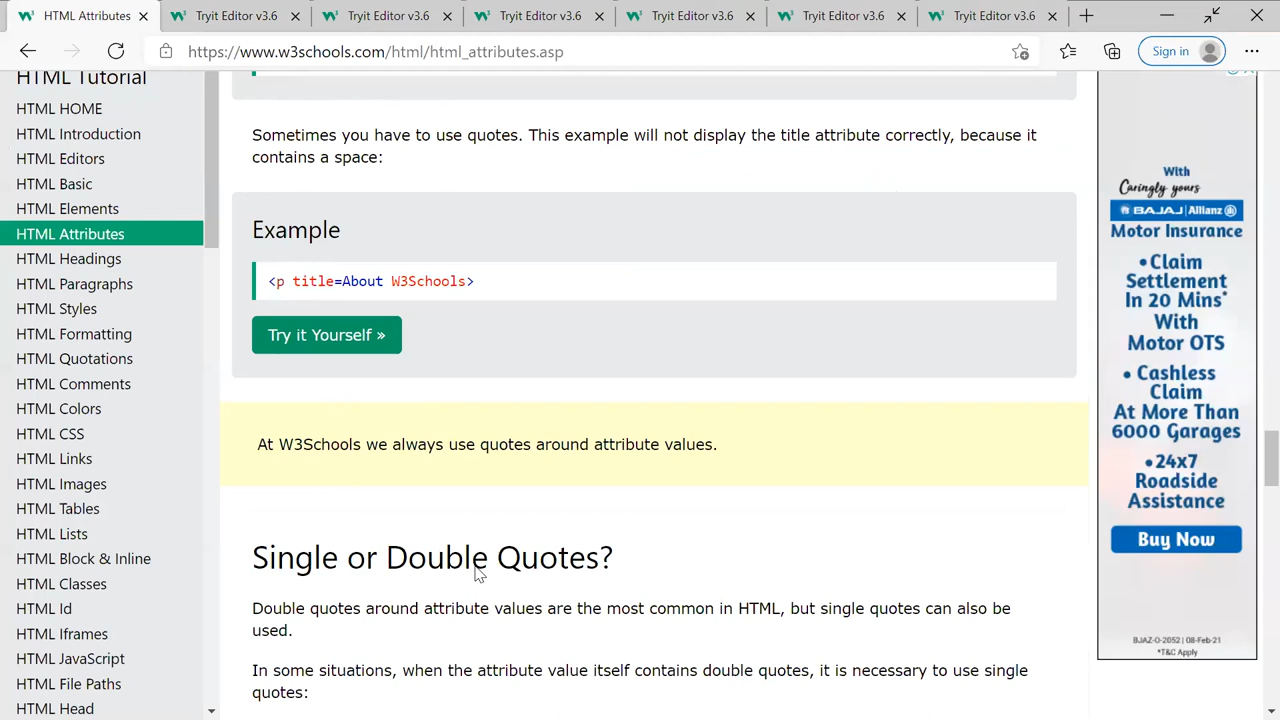 HTML Attributes
Tryit Editor v3.6
Tryit Editor v3.6
Tryit Editor v3.6
Tryit Editor v3.6
Tryit Editor v3.6
Tryit Editor v3.6
https://www.w3schools.com/html/html_attributes.asp
Sign in
HTML Tutorial
HTML HOME
HTML Introduction
HTML Editors
HTML Basic
HTML Elements
HTML Attributes
HTML Headings
HTML Paragraphs
HTML Styles
HTML Formatting
HTML Quotations
HTML Comments
HTML Colors
HTML CSS
HTML Links
HTML Images
HTML Tables
HTML Lists
HTML Block & Inline
HTML Classes
HTML Id
HTML Iframes
HTML JavaScript
HTML File Paths
HTML Head
Sometimes you have to use quotes. This example will not display the title attribute correctly, because it
contains a space:
Example
<p title=About W3Schools>
Try it Yourself »
At W3Schools we always use quotes around attribute values.
Single or Double Quotes?
Double quotes around attribute values are the most common in HTML, but single quotes can also be
used.
In some situations, when the attribute value itself contains double quotes, it is necessary to use single
quotes:
With
Caringly yours
BAJAJ | Allianz
Motor Insurance
• Claim
Settlement
In 20 Mins*
With
Motor OTS
• Cashless
Claim
At More Than
6000 Garages
• 24x7
Roadside
Assistance
Buy Now
BJAZ-O-2052 | 08-Feb-21
*T&C Apply